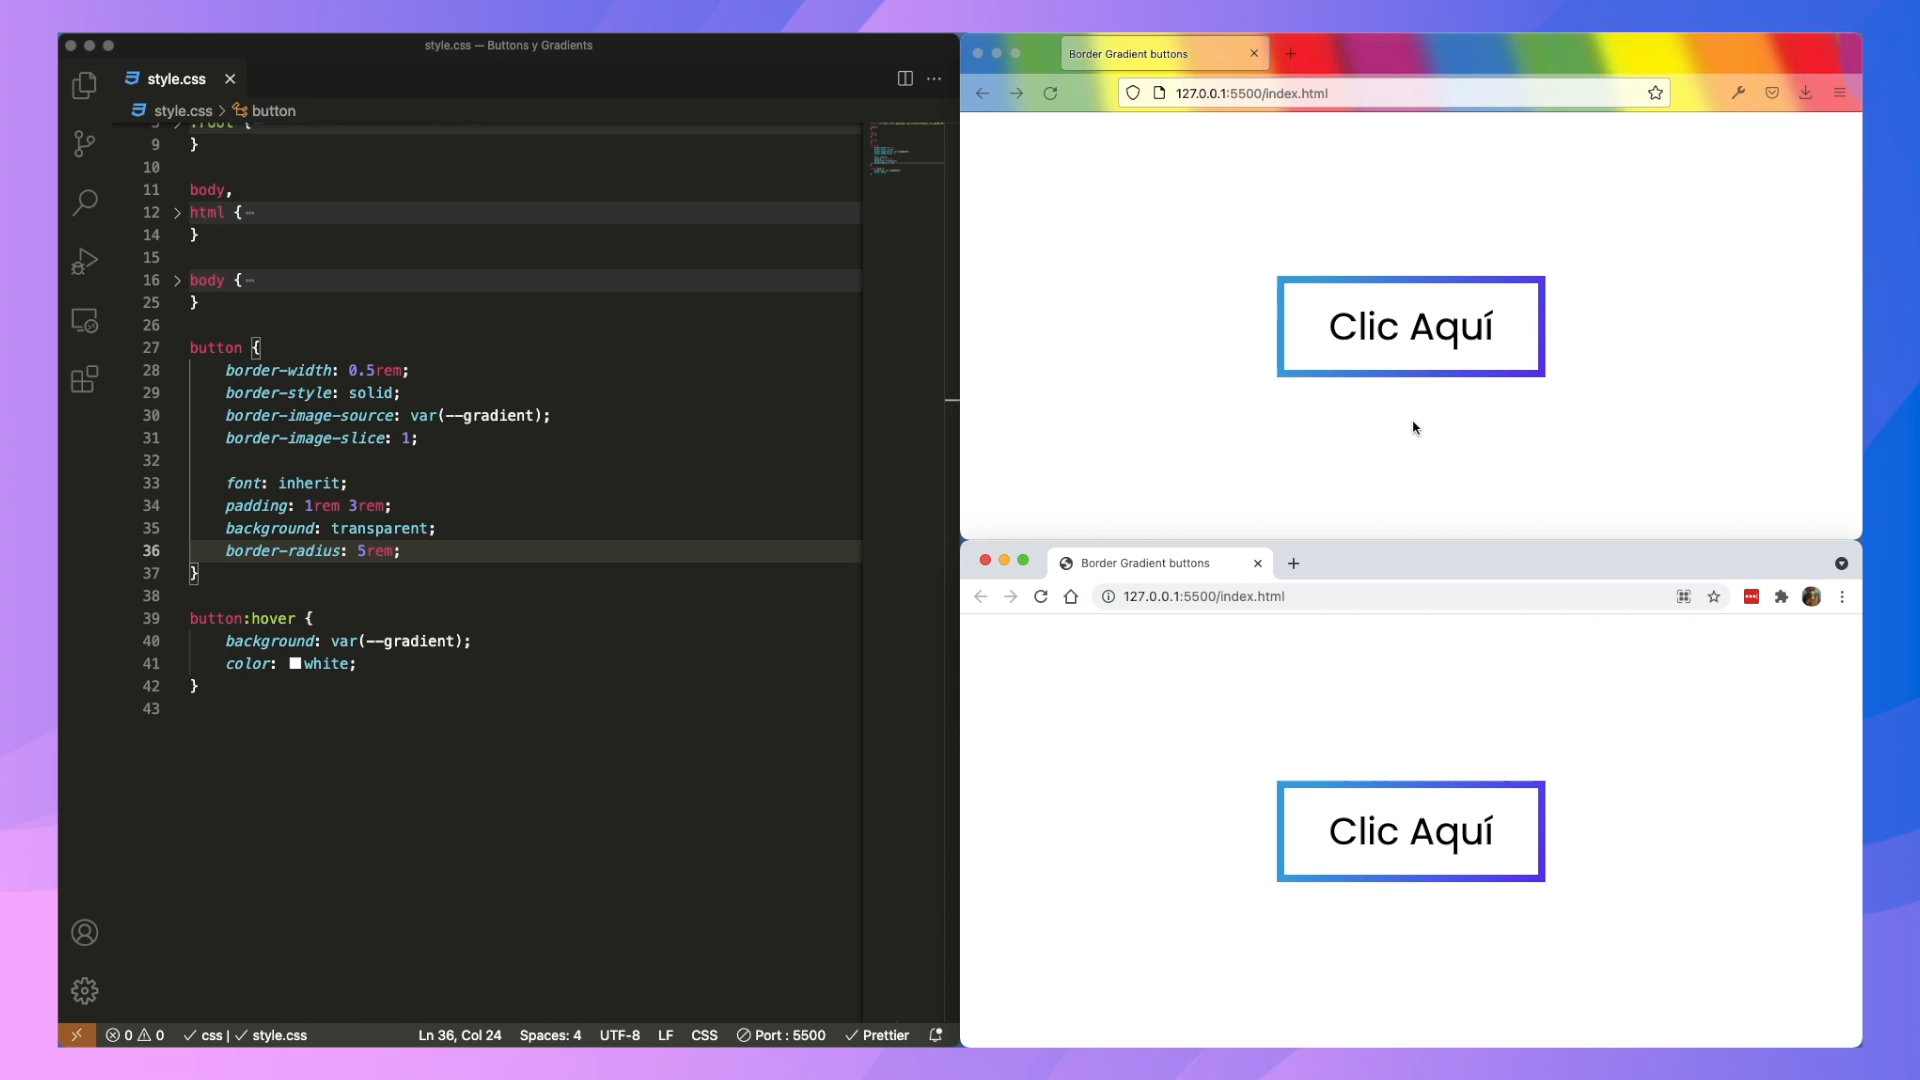 style.css — Buttons y Gradients
style.css
style.css > button
:root {
9 }
10
11 body,
12 html {
14 }
15
16 body {
25 }
26
27 button {
28 border-width: 0.5rem;
29 border-style: solid;
30 border-image-source: var(--gradient);
31 border-image-slice: 1;
32
33 font: inherit;
34 padding: 1rem 3rem;
35 background: transparent;
36 border-radius: 5rem;
37 }
38
39 button:hover {
40 background: var(--gradient);
41 color: white;
42 }
43
0 0 css | style.css Ln 36, Col 24 Spaces: 4 UTF-8 LF CSS Port : 5500 Prettier
Border Gradient buttons
127.0.0.1:5500/index.html
Clic Aquí
Border Gradient buttons
127.0.0.1:5500/index.html
Clic Aquí